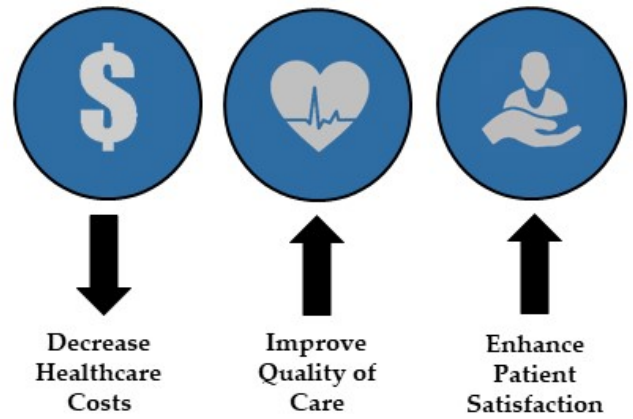 $
Decrease
Healthcare
Costs
Improve
Quality of
Care
Enhance
Patient
Satisfaction